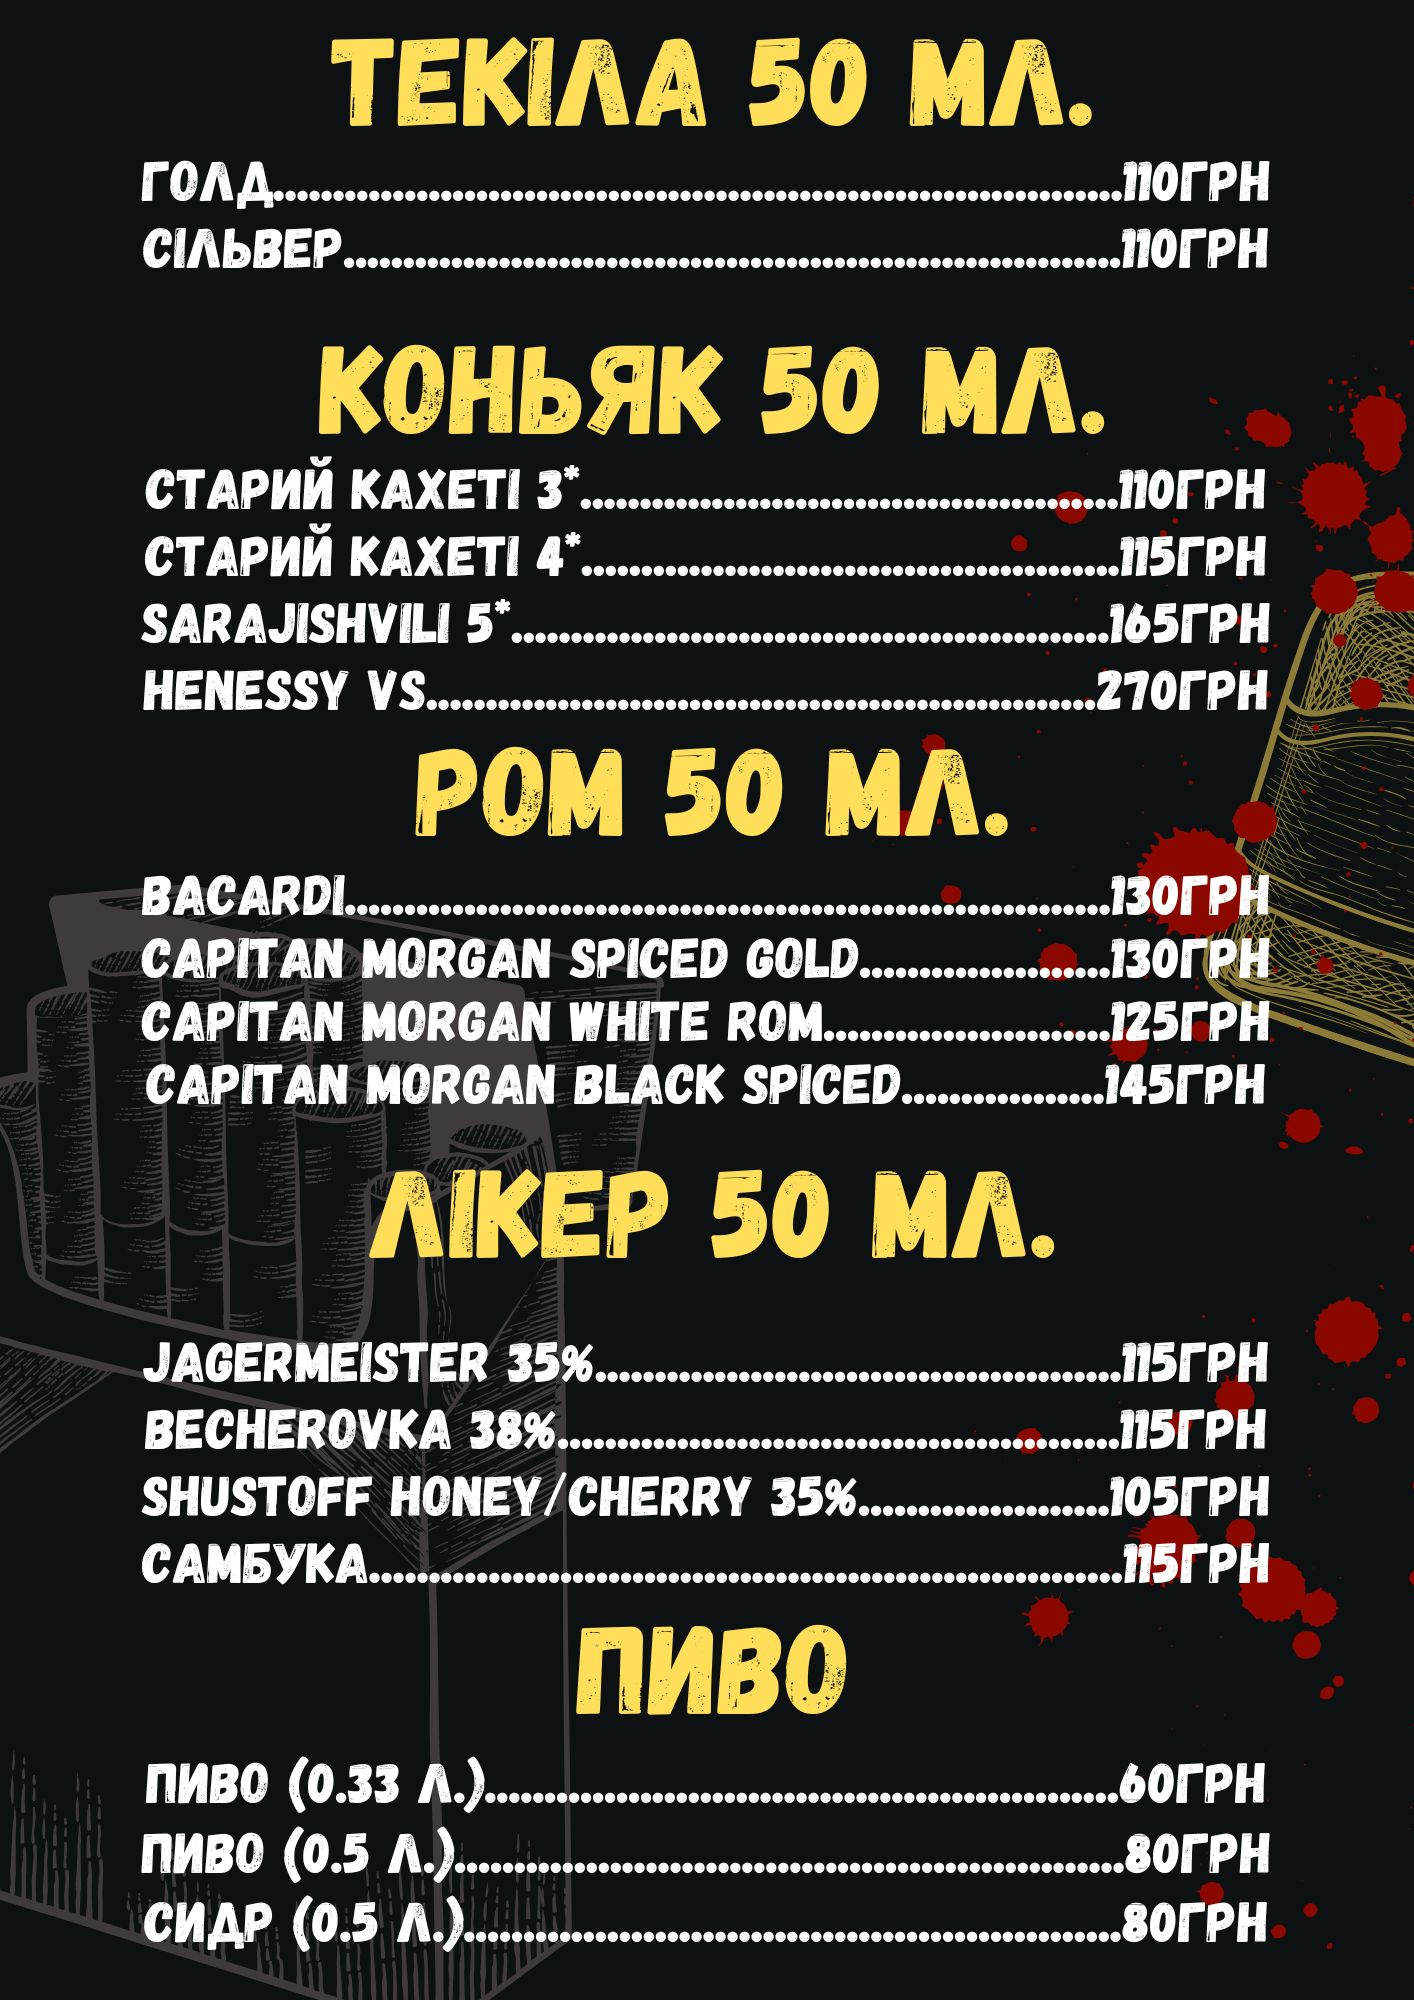 ТЕКІЛА 50 МЛ.
ГОЛД......................................................................110ГРН
СІЛЬВЕР................................................................110ГРН
КОНЬЯК 50 МЛ.
СТАРИЙ КАХЕТІ 3*.............................................110ГРН
СТАРИЙ КАХЕТІ 4*.............................................115ГРН
SARAJISHVILI 5*..................................................165ГРН
HENESSY VS........................................................270ГРН
РОМ 50 МЛ.
BACARDI................................................................130ГРН
CAPITAN MORGAN SPICED GOLD.....................130ГРН
CAPITAN MORGAN WHITE ROM........................125ГРН
CAPITAN MORGAN BLACK SPICED.................145ГРН
ЛІКЕР 50 МЛ.
JAGERMEISTER 35%............................................115ГРН
BECHEROVKA 38%...............................................115ГРН
SHUSTOFF HONEY/CHERRY 35%.....................105ГРН
САМБУКА...............................................................115ГРН
ПИВО
ПИВО (0.33 Л.).....................................................60ГРН
ПИВО (0.5 Л.)........................................................80ГРН
СИДР (0.5 Л.).......................................................80ГРН